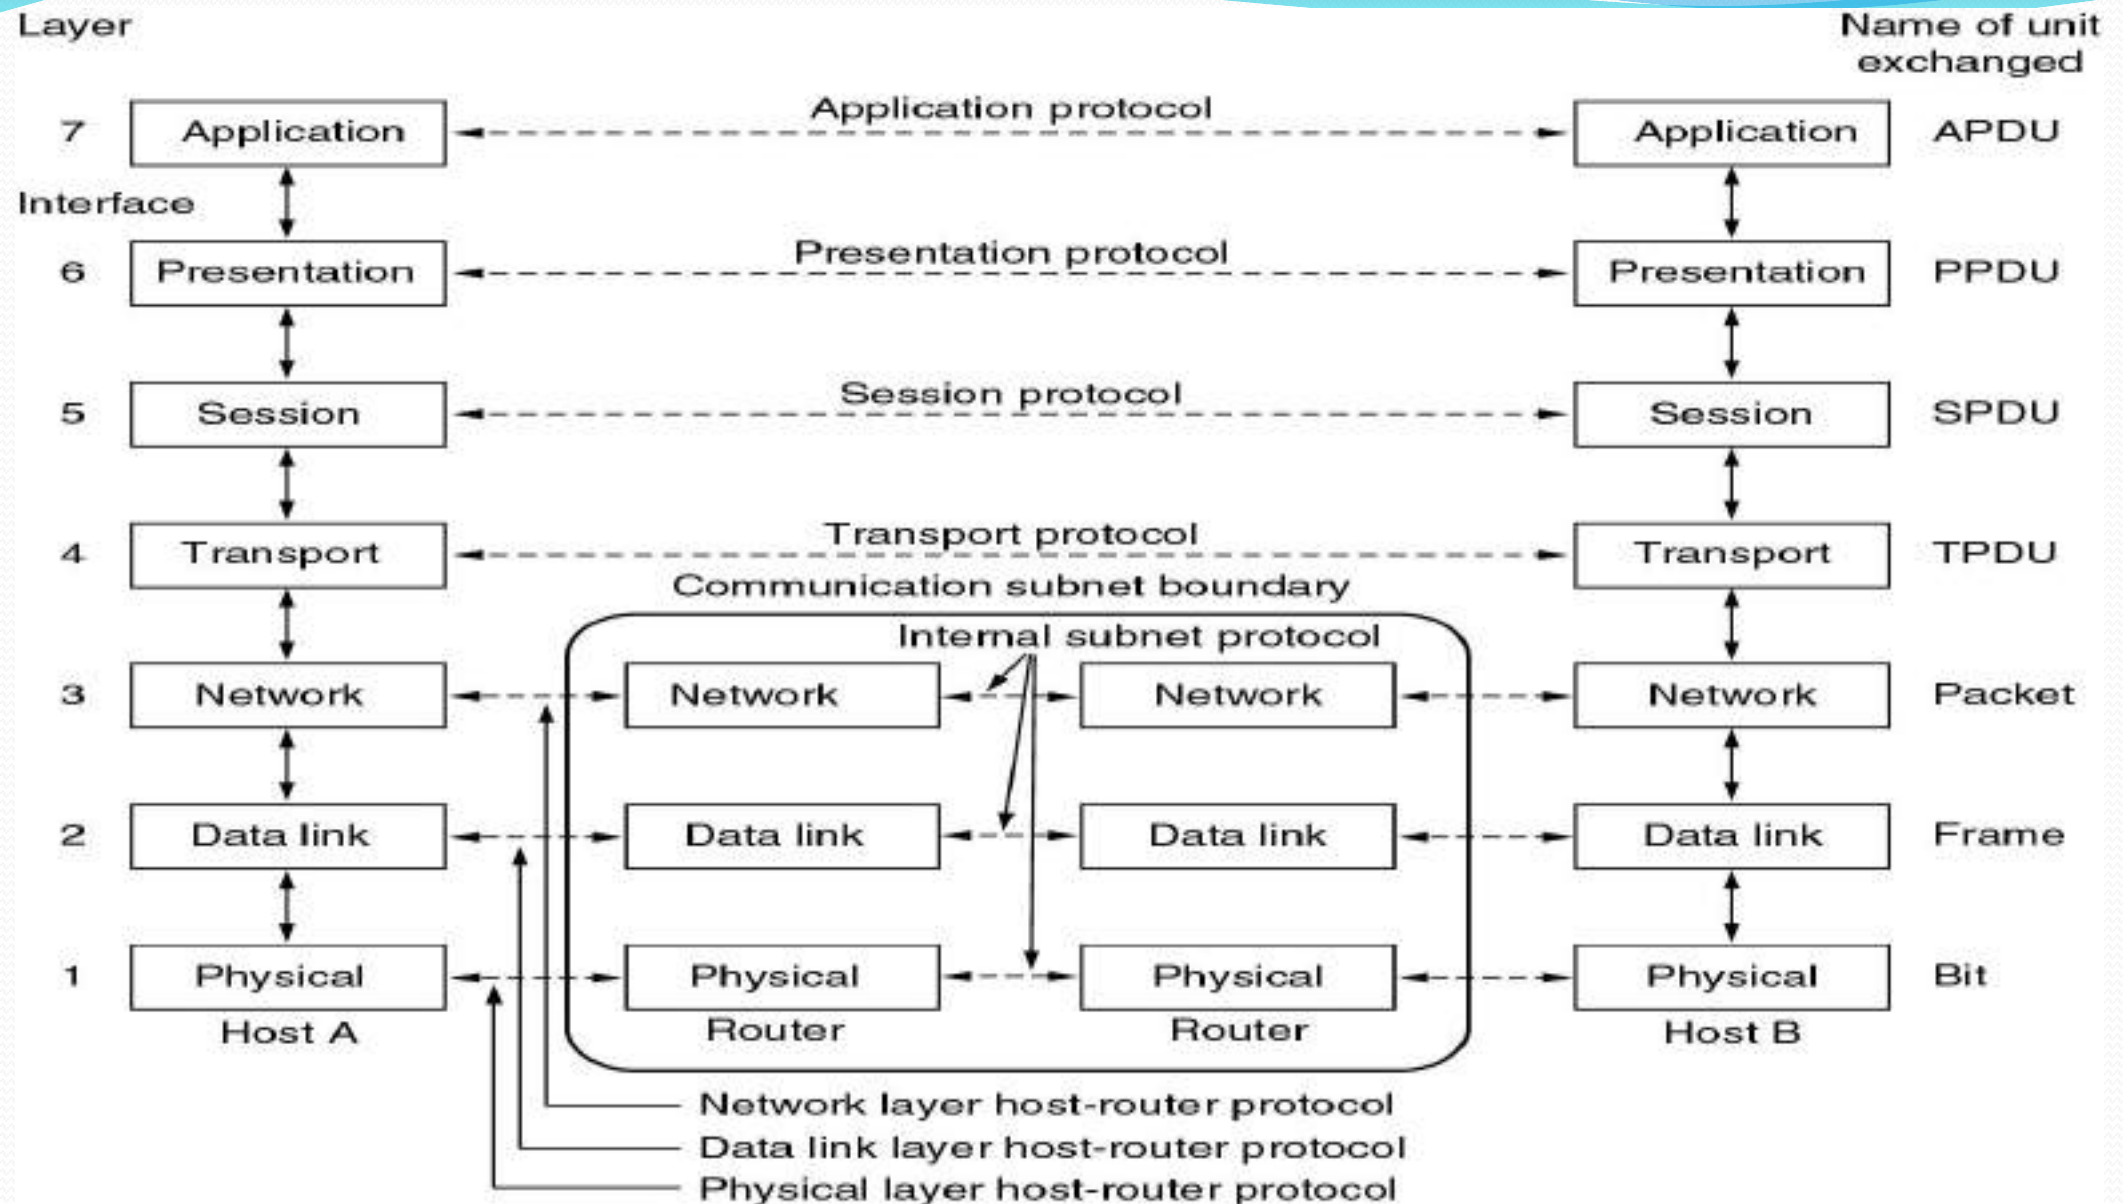 Layer
Name of unit
exchanged
7 Application Application protocol Application APDU
Interface
6 Presentation Presentation protocol Presentation PPDU
5 Session Session protocol Session SPDU
4 Transport Transport protocol Transport TPDU
Communication subnet boundary
Internal subnet protocol
3 Network Network Network Network Packet
2 Data link Data link Data link Data link Frame
1 Physical Physical Physical Physical Bit
Host A Router Router Host B
Network layer host-router protocol
Data link layer host-router protocol
Physical layer host-router protocol